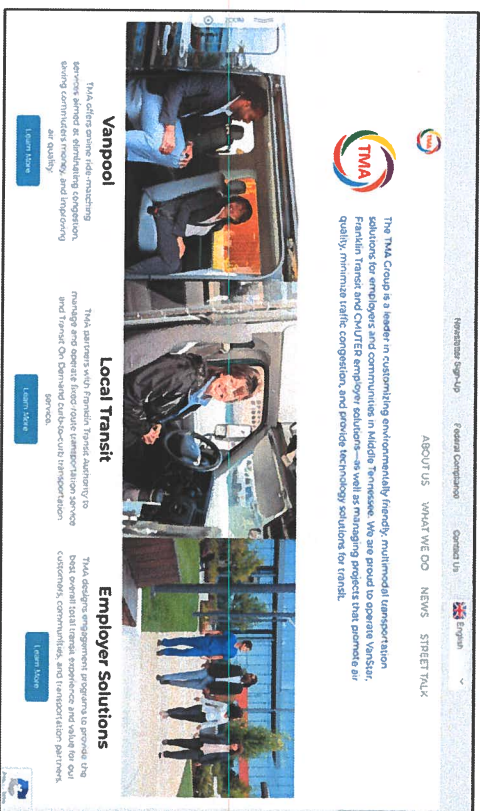 Newsletter Sign-Up Federal Compliance Contact Us English
ABOUT US WHAT WE DO NEWS STREET TALK
TMA
The TMA Group is a leader in customizing environmentally friendly, multimodal transportation
solutions for employers and communities in Middle Tennessee. We are proud to operate VanStar,
Franklin Transit and CMUTER employer solutions—as well as managing projects that promote air
quality, minimize traffic congestion, and provide technology solutions for transit.
Vanpool
TMA offers online ride-matching
services aimed at eliminating congestion,
saving commuters money, and improving
air quality.
Learn More
Local Transit
TMA partners with Franklin Transit Authority to
manage and operate fixed route transportation service
and Transit On Demand curb-to-curb transportation
service.
Learn More
Employer Solutions
TMA designs engagement programs to provide the
best overall total transit experience and value for our
customers, communities, and transportation partners.
Learn More